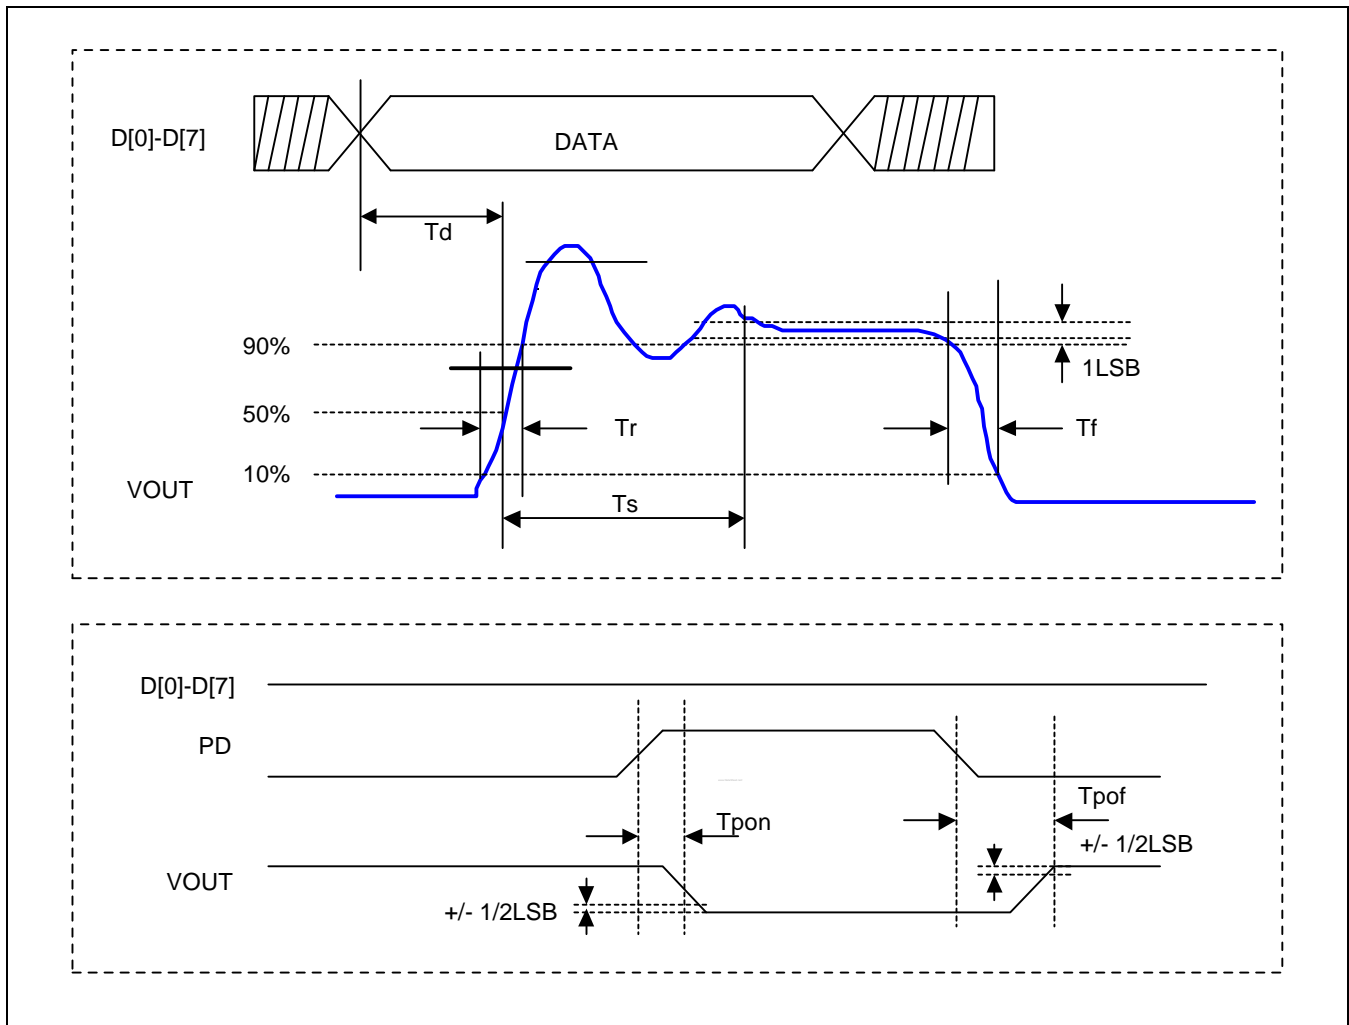 D[0]-D[7]
DATA
Td
90%
1LSB
50%
Tr
Tf
10%
VOUT
Ts
D[0]-D[7]
PD
Tpof
Tpon
+/- 1/2LSB
VOUT
+/- 1/2LSB